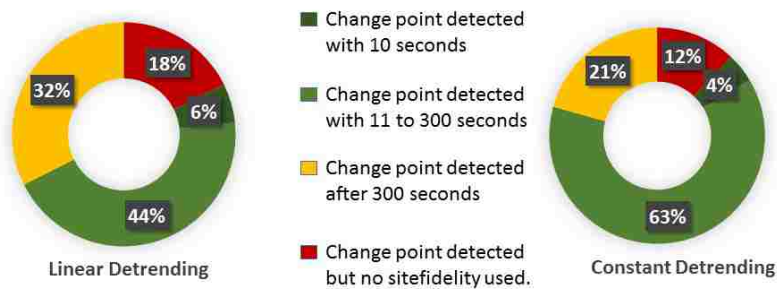 18%
32%
6%
44%
Linear Detrending
Change point detected
with 10 seconds
Change point detected
with 11 to 300 seconds
Change point detected
after 300 seconds
Change point detected
but no sitefidelity used.
12%
21%
4%
63%
Constant Detrending